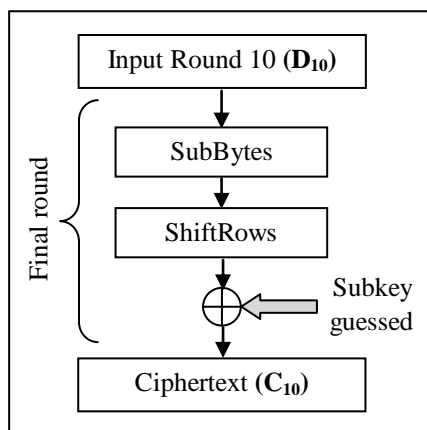 Input Round 10 (D10)
Final round
SubBytes
ShiftRows
Subkey
guessed
Ciphertext (C10)